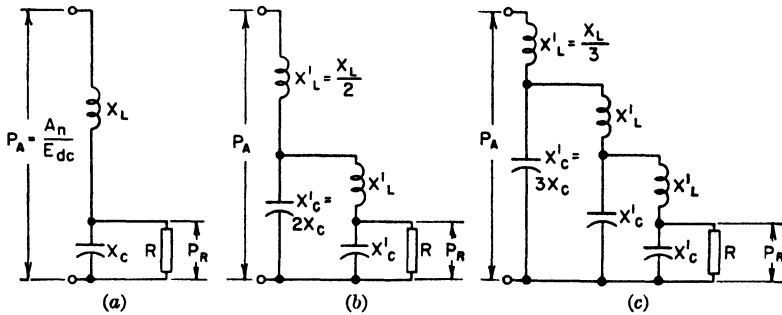 P_A = A_n / E_dc
X_L
X_C
R
P_R
(a)
P_A
X'_L = X_L / 2
X'_L
X'_C =
2X_C
X'_C
R
P_R
(b)
P_A
X'_L = X_L / 3
X'_L
X'_L
X'_C =
3X_C
X'_C
X'_C
R
P_R
(c)